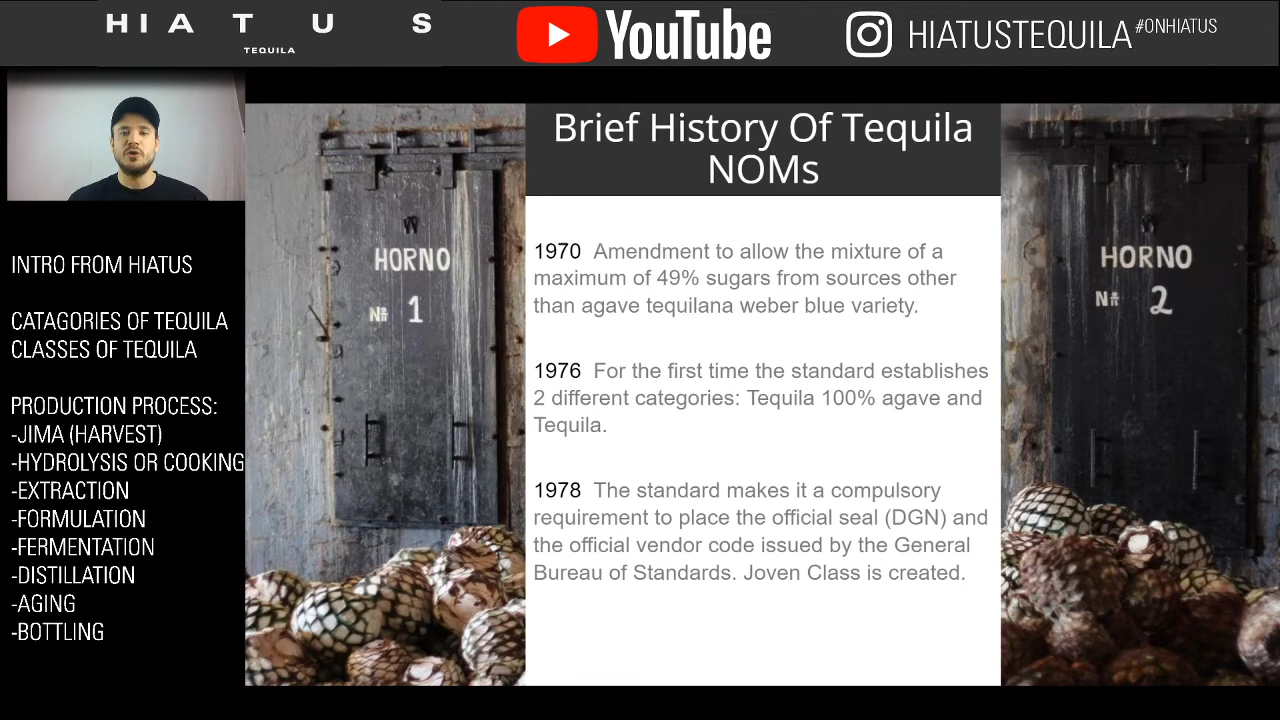 HIATUS
TEQUILA
YouTube
HIATUSTEQUILA #ONHIATUS
INTRO FROM HIATUS
CATAGORIES OF TEQUILA
CLASSES OF TEQUILA
PRODUCTION PROCESS:
-JIMA (HARVEST)
-HYDROLYSIS OR COOKING
-EXTRACTION
-FORMULATION
-FERMENTATION
-DISTILLATION
-AGING
-BOTTLING
HORNO
Nº 1
Brief History Of Tequila
NOMs
1970 Amendment to allow the mixture of a
maximum of 49% sugars from sources other
than agave tequilana weber blue variety.
1976 For the first time the standard establishes
2 different categories: Tequila 100% agave and
Tequila.
1978 The standard makes it a compulsory
requirement to place the official seal (DGN) and
the official vendor code issued by the General
Bureau of Standards. Joven Class is created.
HORNO
Nº 2